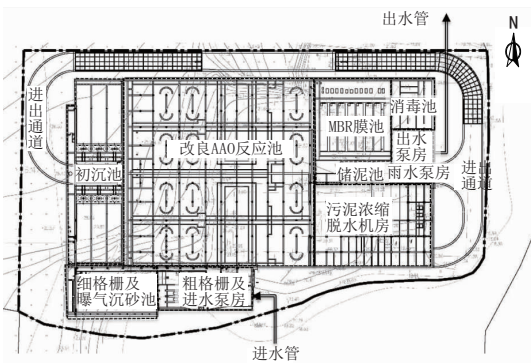 出水管
N
进出通道
消毒池
MBR膜池
改良AAO反应池
出水
泵房
初沉池
储泥池
雨水泵房
进出
通道
污泥浓缩
脱水机房
细格栅及
曝气沉砂池
粗格栅及
进水泵房
进水管